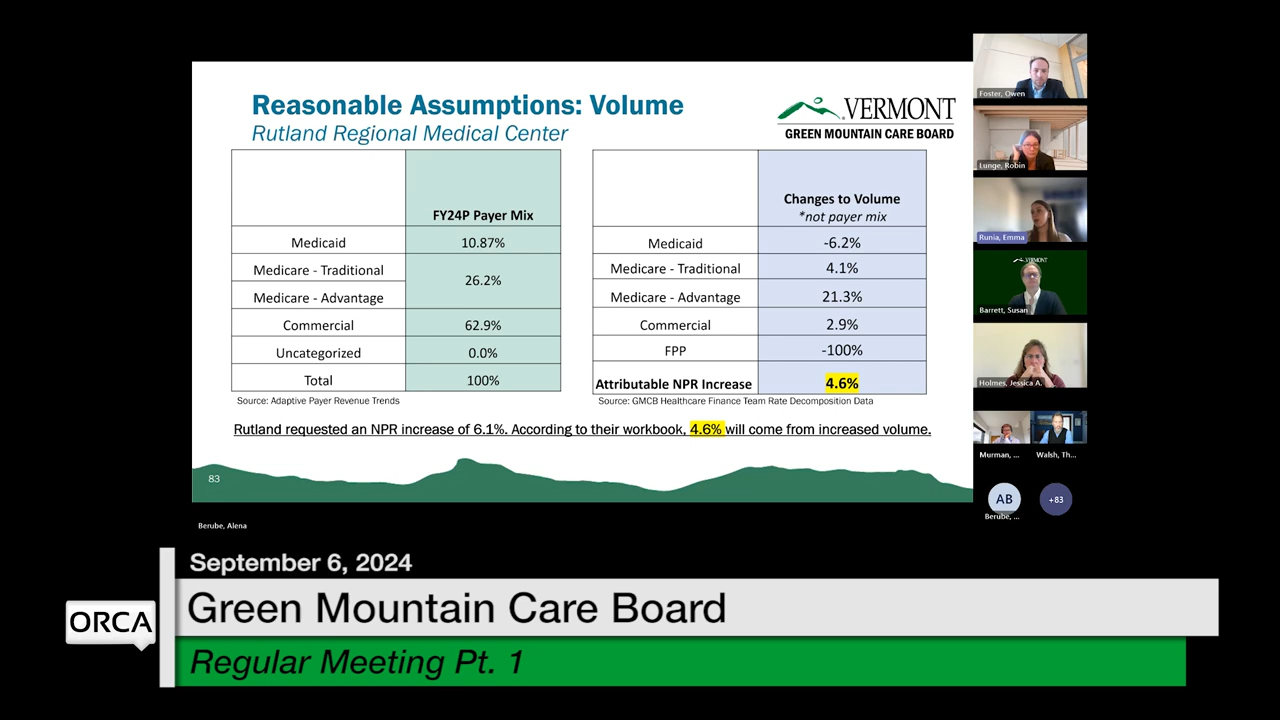 Reasonable Assumptions: Volume
Rutland Regional Medical Center
VERMONT
GREEN MOUNTAIN CARE BOARD
FY24P Payer Mix
Medicaid 10.87%
Medicare - Traditional
26.2%
Medicare - Advantage
Commercial 62.9%
Uncategorized 0.0%
Total 100%
Source: Adaptive Payer Revenue Trends
Changes to Volume
*not payer mix
Medicaid -6.2%
Medicare - Traditional 4.1%
Medicare - Advantage 21.3%
Commercial 2.9%
FPP -100%
Attributable NPR Increase 4.6%
Source: GMCB Healthcare Finance Team Rate Decomposition Data
Rutland requested an NPR increase of 6.1%. According to their workbook, 4.6% will come from increased volume.
83
Berube, Alena
Foster, Owen
Lunge, Robin
Runia, Emma
VERMONT
Barrett, Susan
Holmes, Jessica A.
Murman, ...
Walsh, Th...
AB
Berube, ...
+83
September 6, 2024
ORCA
Green Mountain Care Board
Regular Meeting Pt. 1